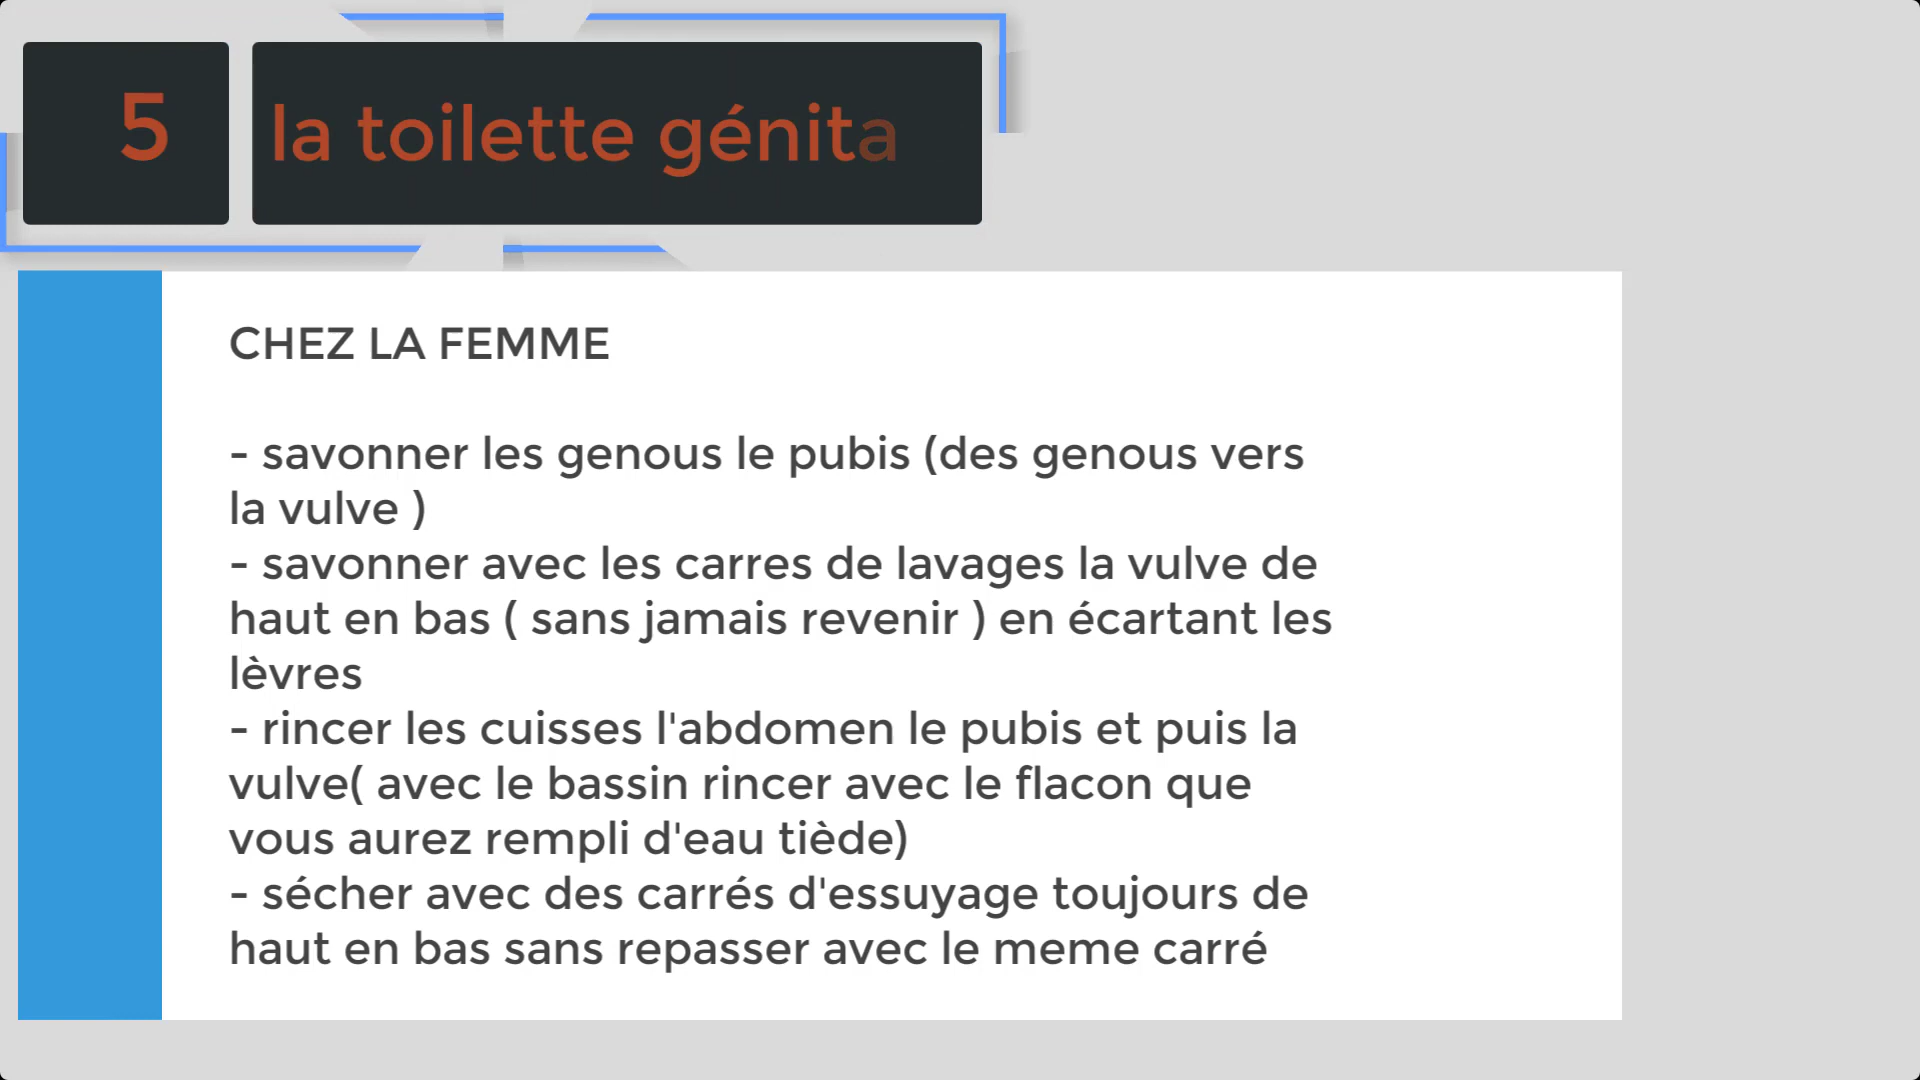 5
la toilette génita
CHEZ LA FEMME
- savonner les genous le pubis (des genous vers
la vulve )
- savonner avec les carres de lavages la vulve de
haut en bas ( sans jamais revenir ) en écartant les
lèvres
- rincer les cuisses l'abdomen le pubis et puis la
vulve( avec le bassin rincer avec le flacon que
vous aurez rempli d'eau tiède)
- sécher avec des carrés d'essuyage toujours de
haut en bas sans repasser avec le meme carré